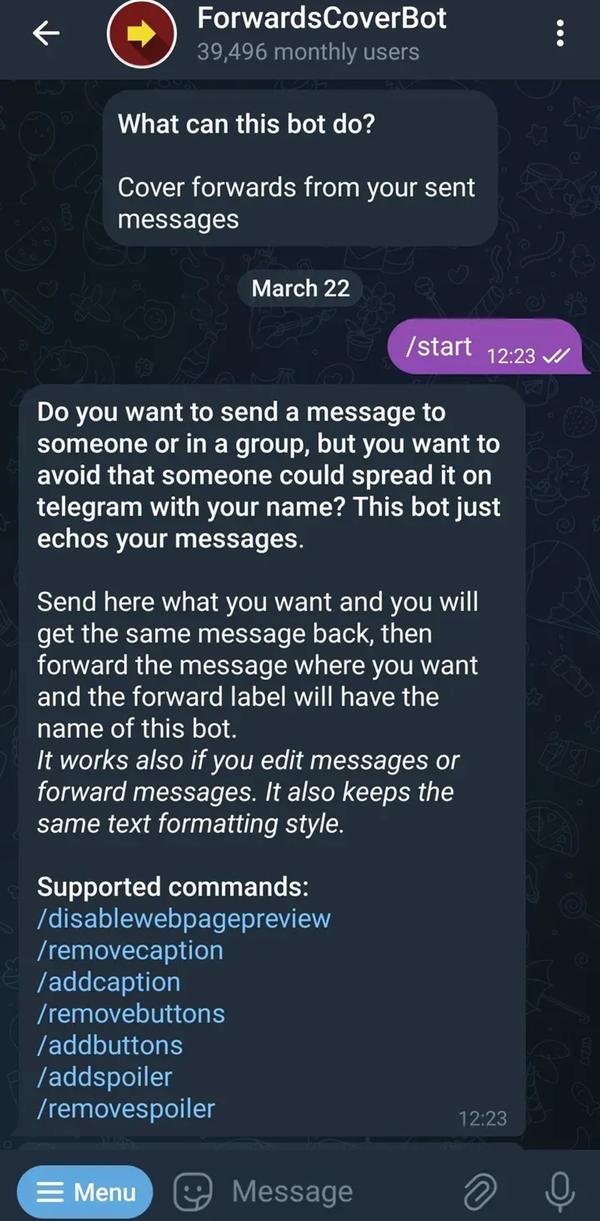 ForwardsCoverBot
39,496 monthly users
What can this bot do?
Cover forwards from your sent
messages
March 22
/start 12:23
Do you want to send a message to
someone or in a group, but you want to
avoid that someone could spread it on
telegram with your name? This bot just
echos your messages.
Send here what you want and you will
get the same message back, then
forward the message where you want
and the forward label will have the
name of this bot.
It works also if you edit messages or
forward messages. It also keeps the
same text formatting style.
Supported commands:
/disablewebpagepreview
/removecaption
/addcaption
/removebuttons
/addbuttons
/addspoiler
/removespoiler
12:23
Menu
Message